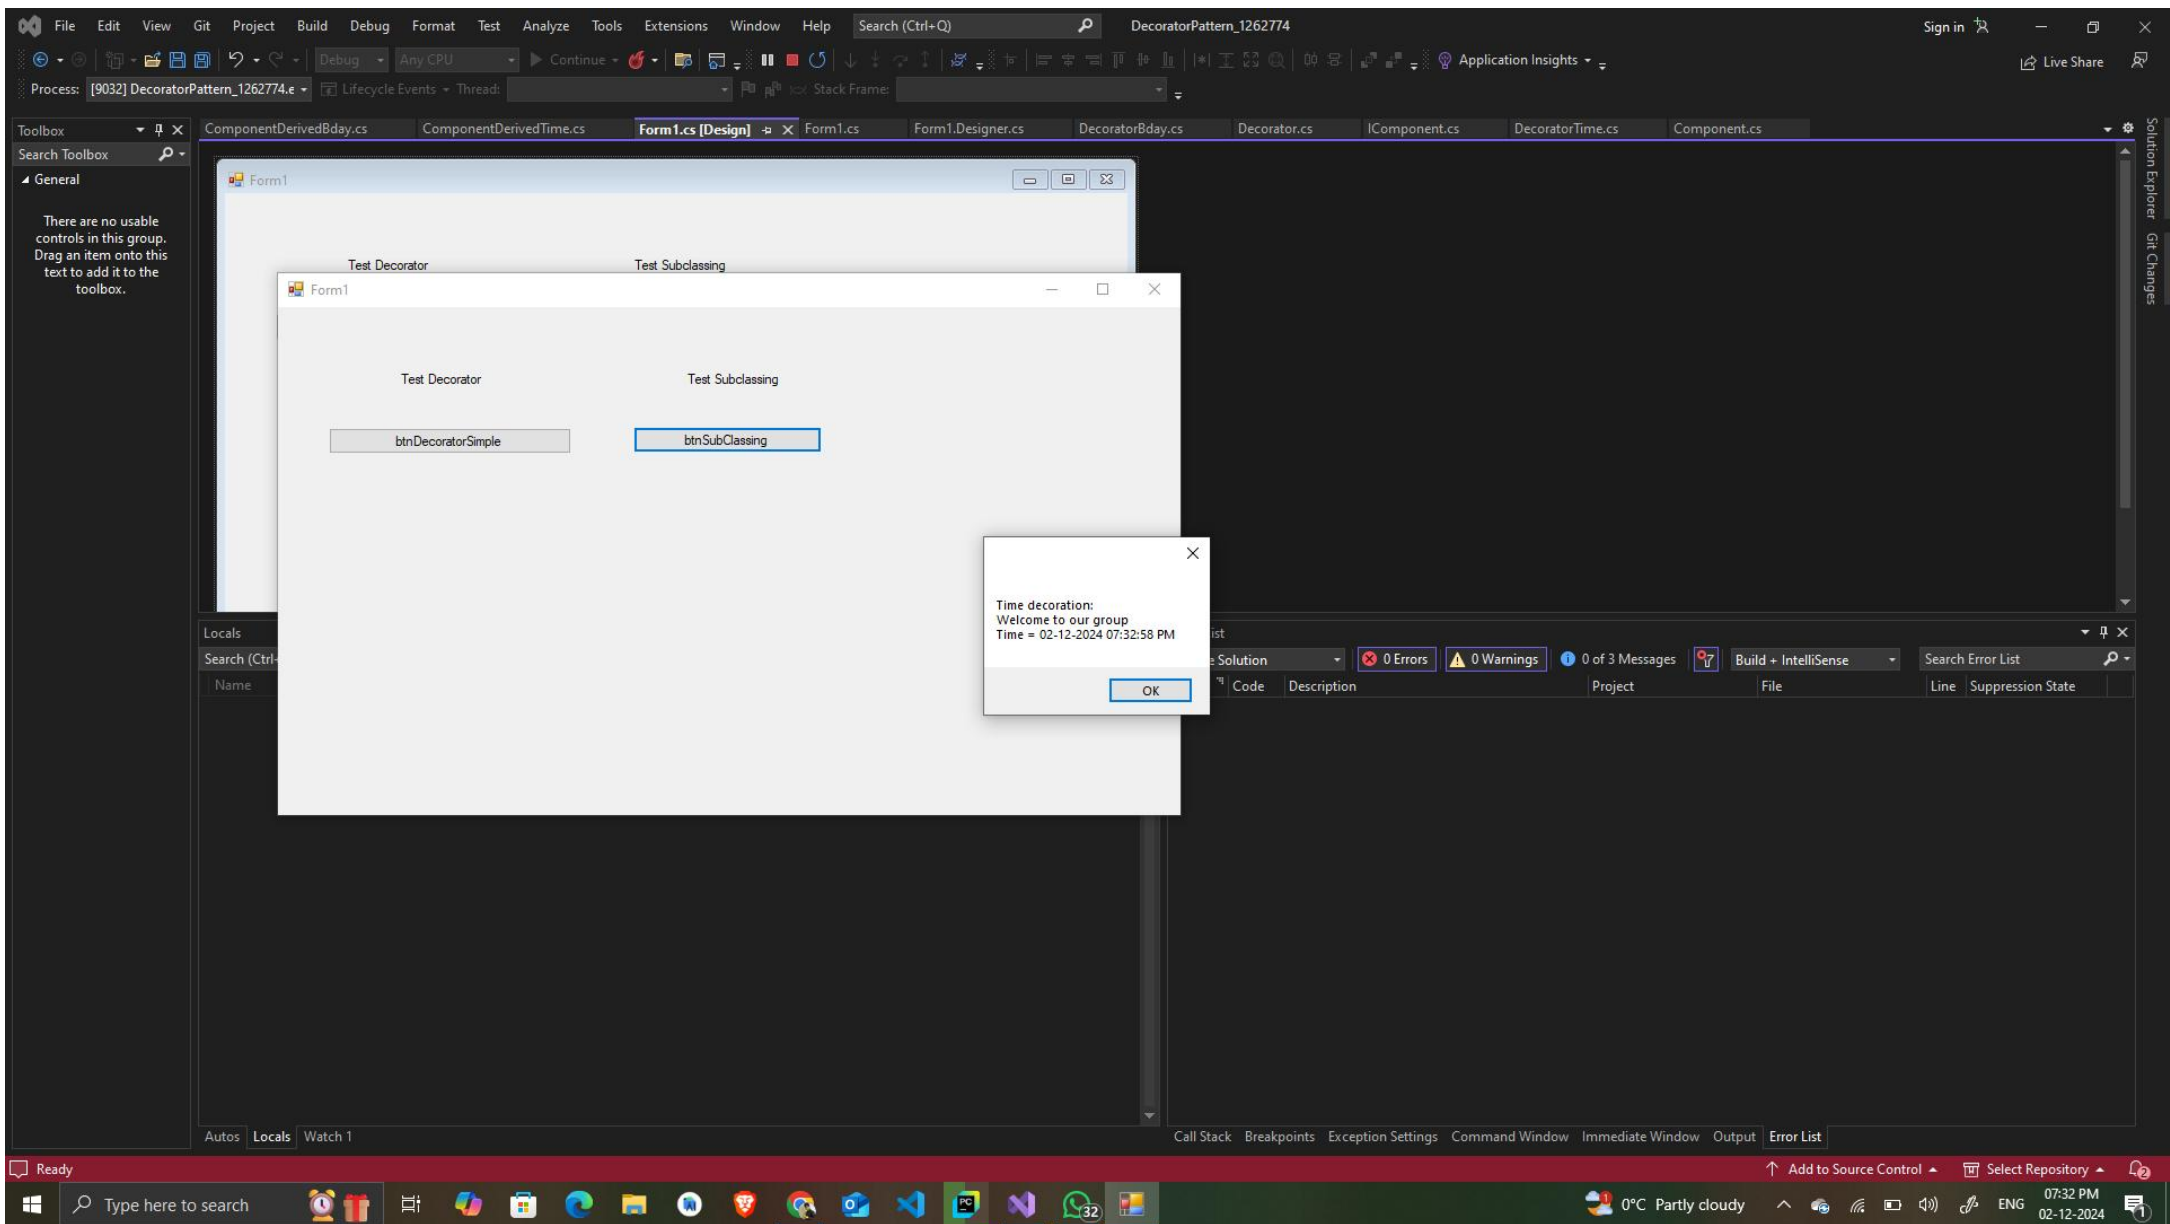 File Edit View Git Project Build Debug Format Test Analyze Tools Extensions Window Help Search (Ctrl+Q) DecoratorPattern_1262774 Sign in
Debug Any CPU Continue Application Insights Live Share
Process: [9032] DecoratorPattern_1262774.e Lifecycle Events Thread: Stack Frame:
Toolbox
Search Toolbox
General
There are no usable
controls in this group.
Drag an item onto this
text to add it to the
toolbox.
ComponentDerivedBday.cs ComponentDerivedTime.cs Form1.cs [Design] Form1.cs Form1.Designer.cs DecoratorBday.cs Decorator.cs IComponent.cs DecoratorTime.cs Component.cs
Solution Explorer
Git Changes
Form1
Test Decorator Test Subclassing
Form1
Test Decorator Test Subclassing
btnDecoratorSimple btnSubClassing
Time decoration:
Welcome to our group
Time = 02-12-2024 07:32:58 PM
OK
Locals
Search (Ctrl
Name
ist
e Solution 0 Errors 0 Warnings 0 of 3 Messages Build + IntelliSense Search Error List
Code Description Project File Line Suppression State
Autos Locals Watch 1
Call Stack Breakpoints Exception Settings Command Window Immediate Window Output Error List
Ready Add to Source Control Select Repository 2
Type here to search 32 0°C Partly cloudy ENG 07:32 PM
02-12-2024 1